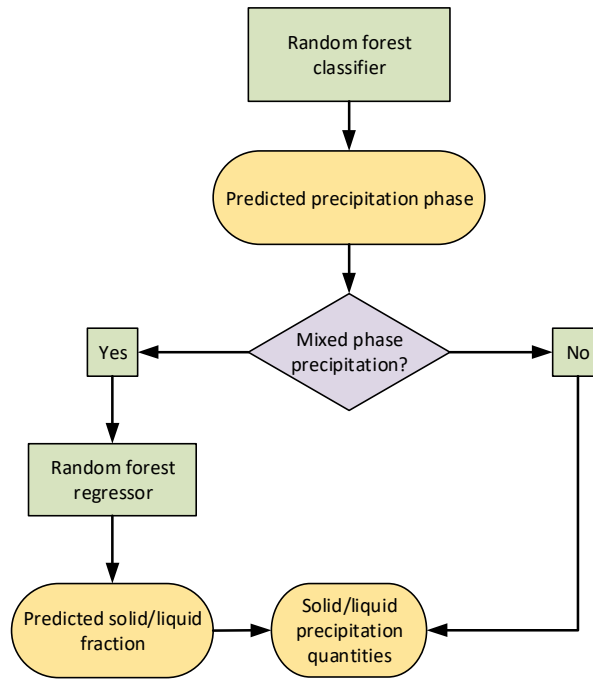 Random forest
classifier
Predicted precipitation phase
Mixed phase
precipitation?
Yes
No
Random forest
regressor
Predicted solid/liquid
fraction
Solid/liquid
precipitation
quantities